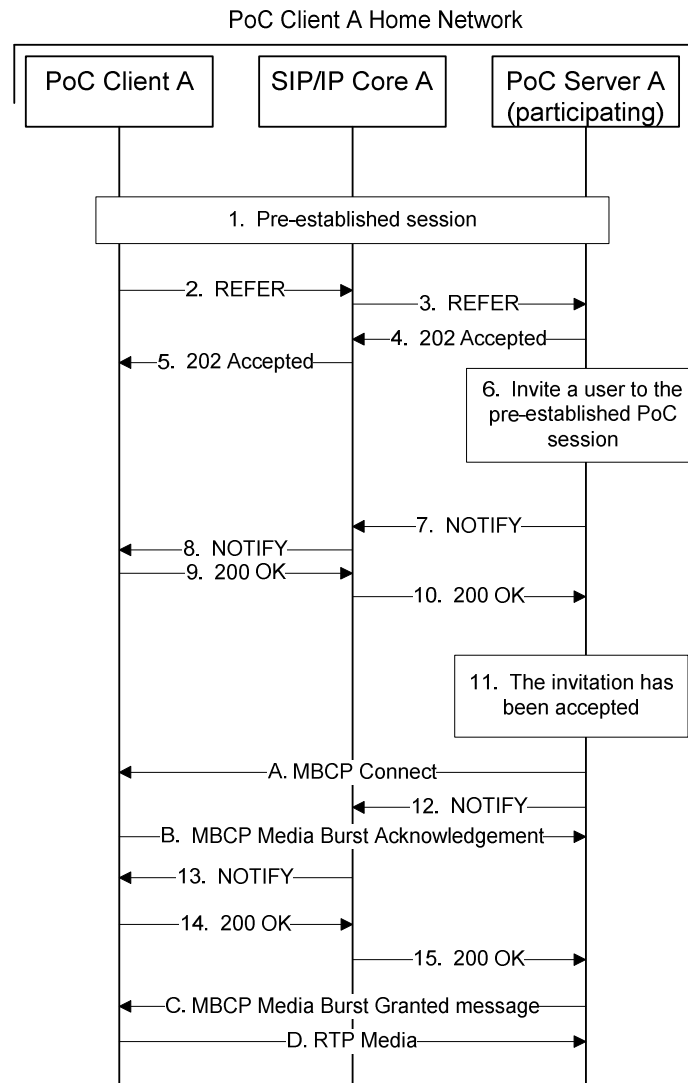 PoC Client A Home Network
PoC Client A
SIP/IP Core A
PoC Server A
(participating)
1. Pre-established session
2. REFER
3. REFER
4. 202 Accepted
5. 202 Accepted
6. Invite a user to the
pre-established PoC
session
7. NOTIFY
8. NOTIFY
9. 200 OK
10. 200 OK
11. The invitation has
been accepted
A. MBCP Connect
12. NOTIFY
B. MBCP Media Burst Acknowledgement
13. NOTIFY
14. 200 OK
15. 200 OK
C. MBCP Media Burst Granted message
D. RTP Media